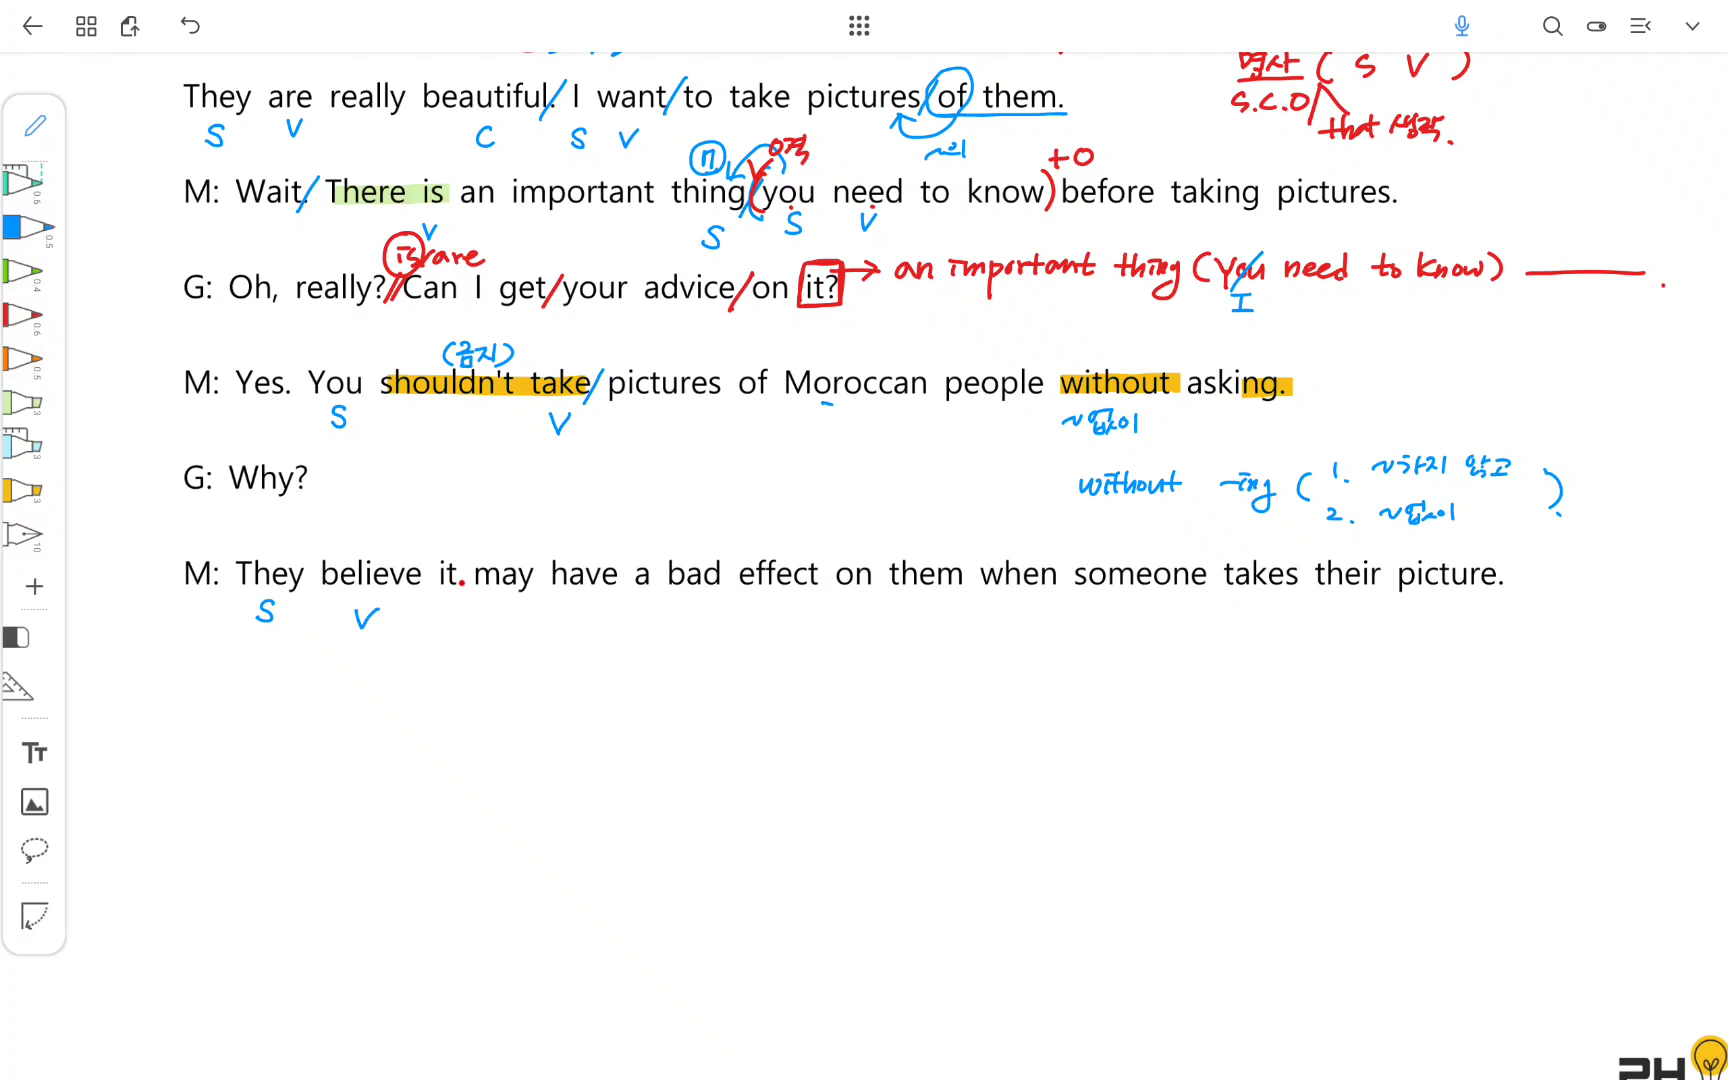 명사 ( S V )
S.C.O that 생략.
They are really beautiful. I want to take pictures of them.
S V C S V ~의
n 목적 +O
M: Wait. There is an important thing you need to know) before taking pictures.
V S S V
is/are
G: Oh, really? Can I get your advice on it? → an important thing (You need to know) ______ .
I
(금지)
M: Yes. You shouldn't take pictures of Moroccan people without asking.
S V ~없이
G: Why?
without -ing ( 1. ~하지 않고
2. ~없이 ).
M: They believe it. may have a bad effect on them when someone takes their picture.
S V